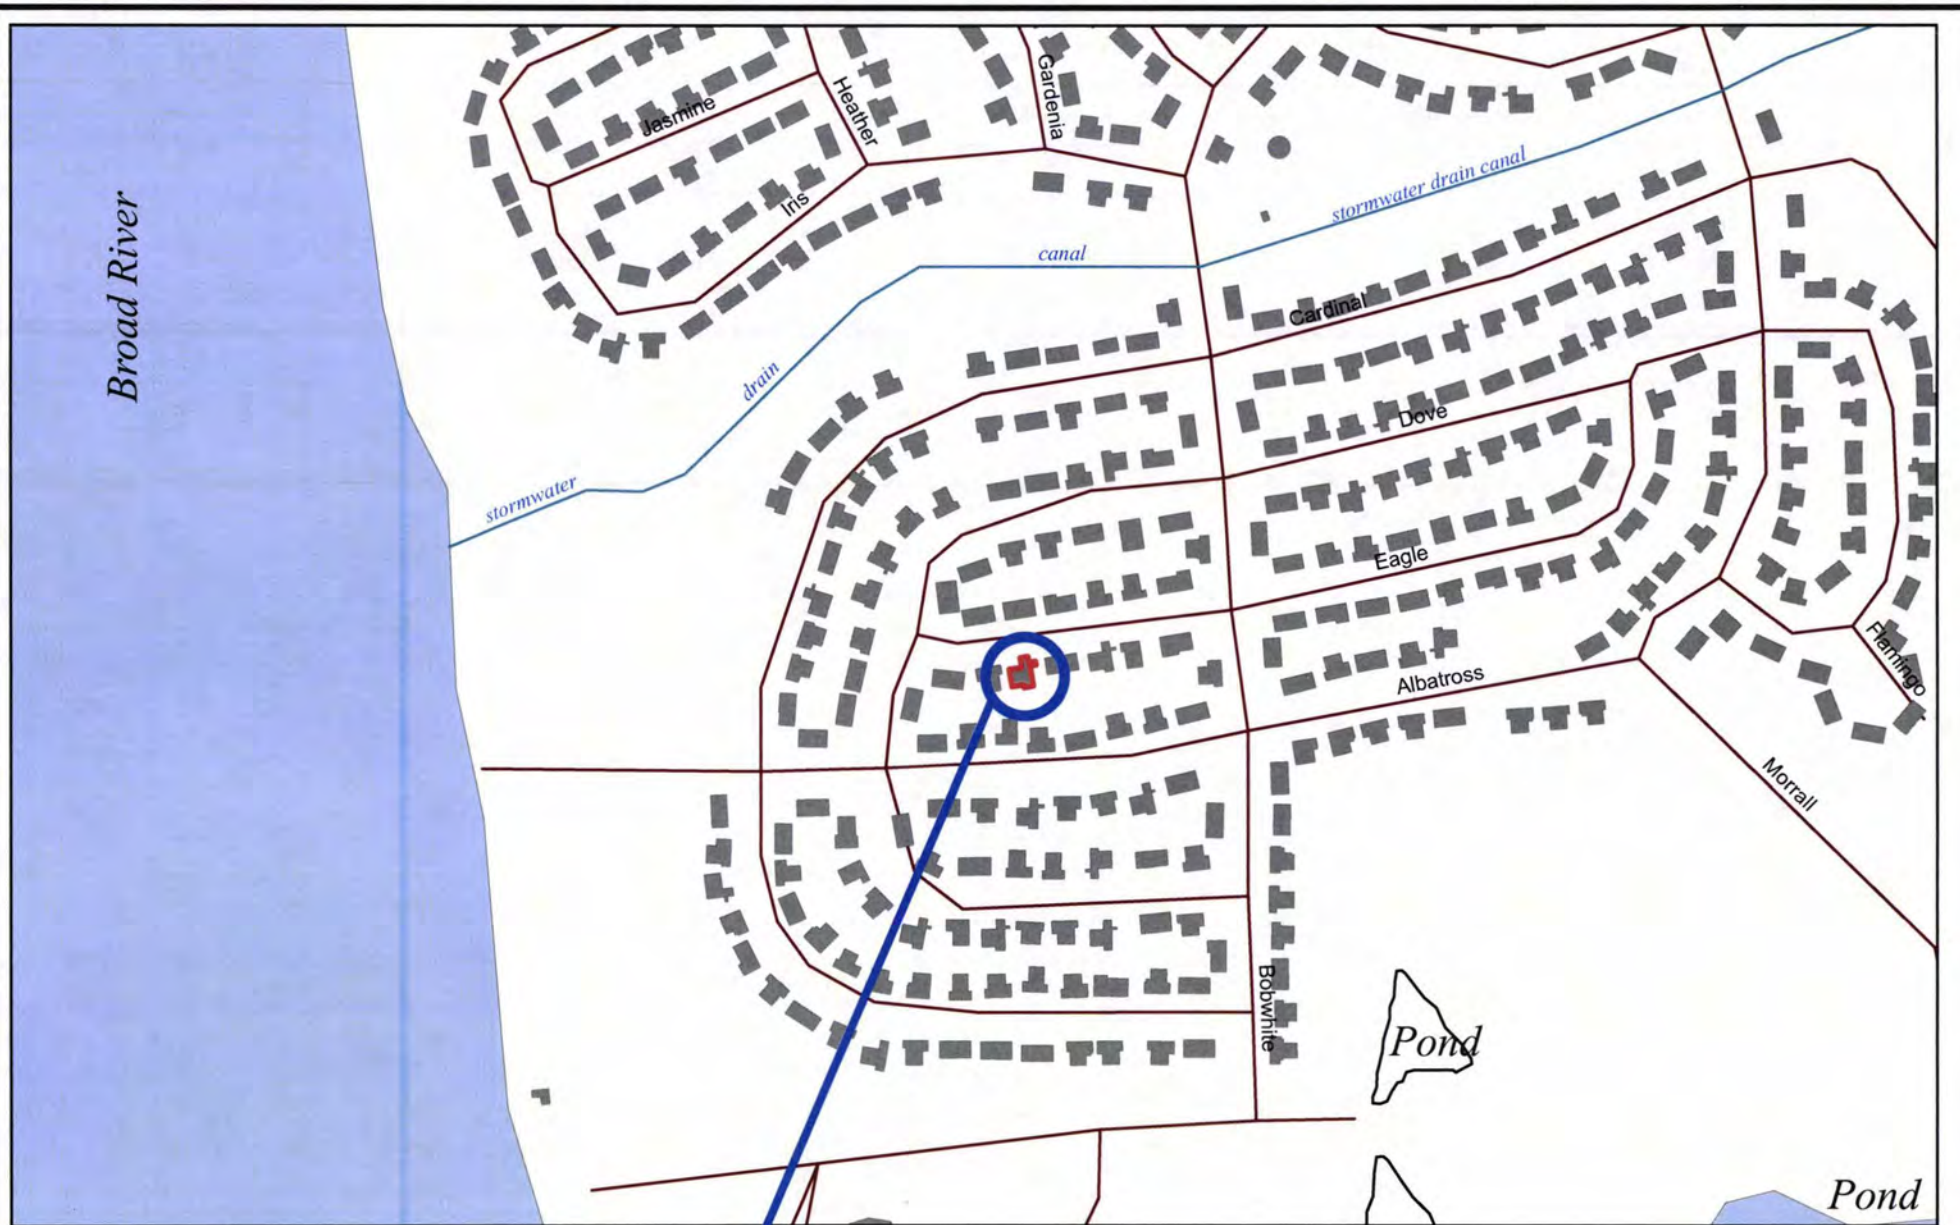 Jasmine
Heather
Gardenia
Iris
Broad River
stormwater drain canal
canal
drain
stormwater
Cardinal
Dove
Eagle
Albatross
Flamingo
Morrall
Bobwhite
Pond
Pond